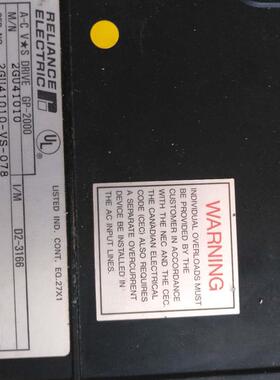 RELIANCE
ELECTRIC
UL
LISTED IND. CONT. EQ.27X1
A-C V★S DRIVE GP-2000
M/N 2GU41010 I/M D2-3166
2GU41010-VS-078
WARNING
INDIVIDUAL OVERLOADS MUST
BE PROVIDED BY THE
CUSTOMER IN ACCORDANCE
WITH THE NEC AND THE CEC.
THE CANADIAN ELECTRICAL
CODE (CEC) ALSO REQUIRES
A SEPARATE OVERCURRENT
DEVICE BE INSTALLED IN
THE AC INPUT LINES.